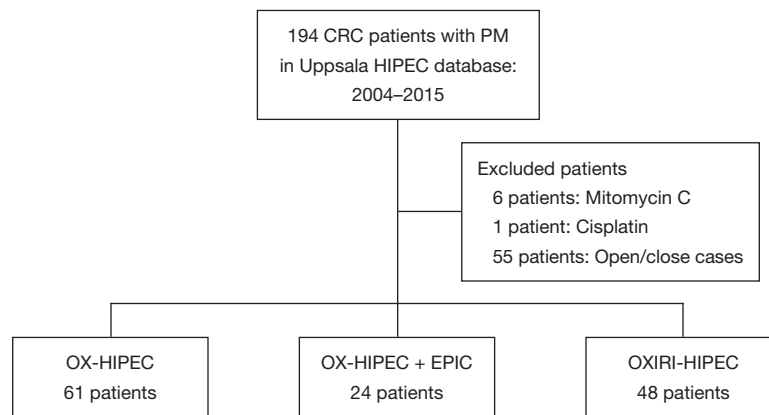 194 CRC patients with PM
in Uppsala HIPEC database:
2004–2015
Excluded patients
6 patients: Mitomycin C
1 patient: Cisplatin
55 patients: Open/close cases
OX-HIPEC
61 patients
OX-HIPEC + EPIC
24 patients
OXIRI-HIPEC
48 patients